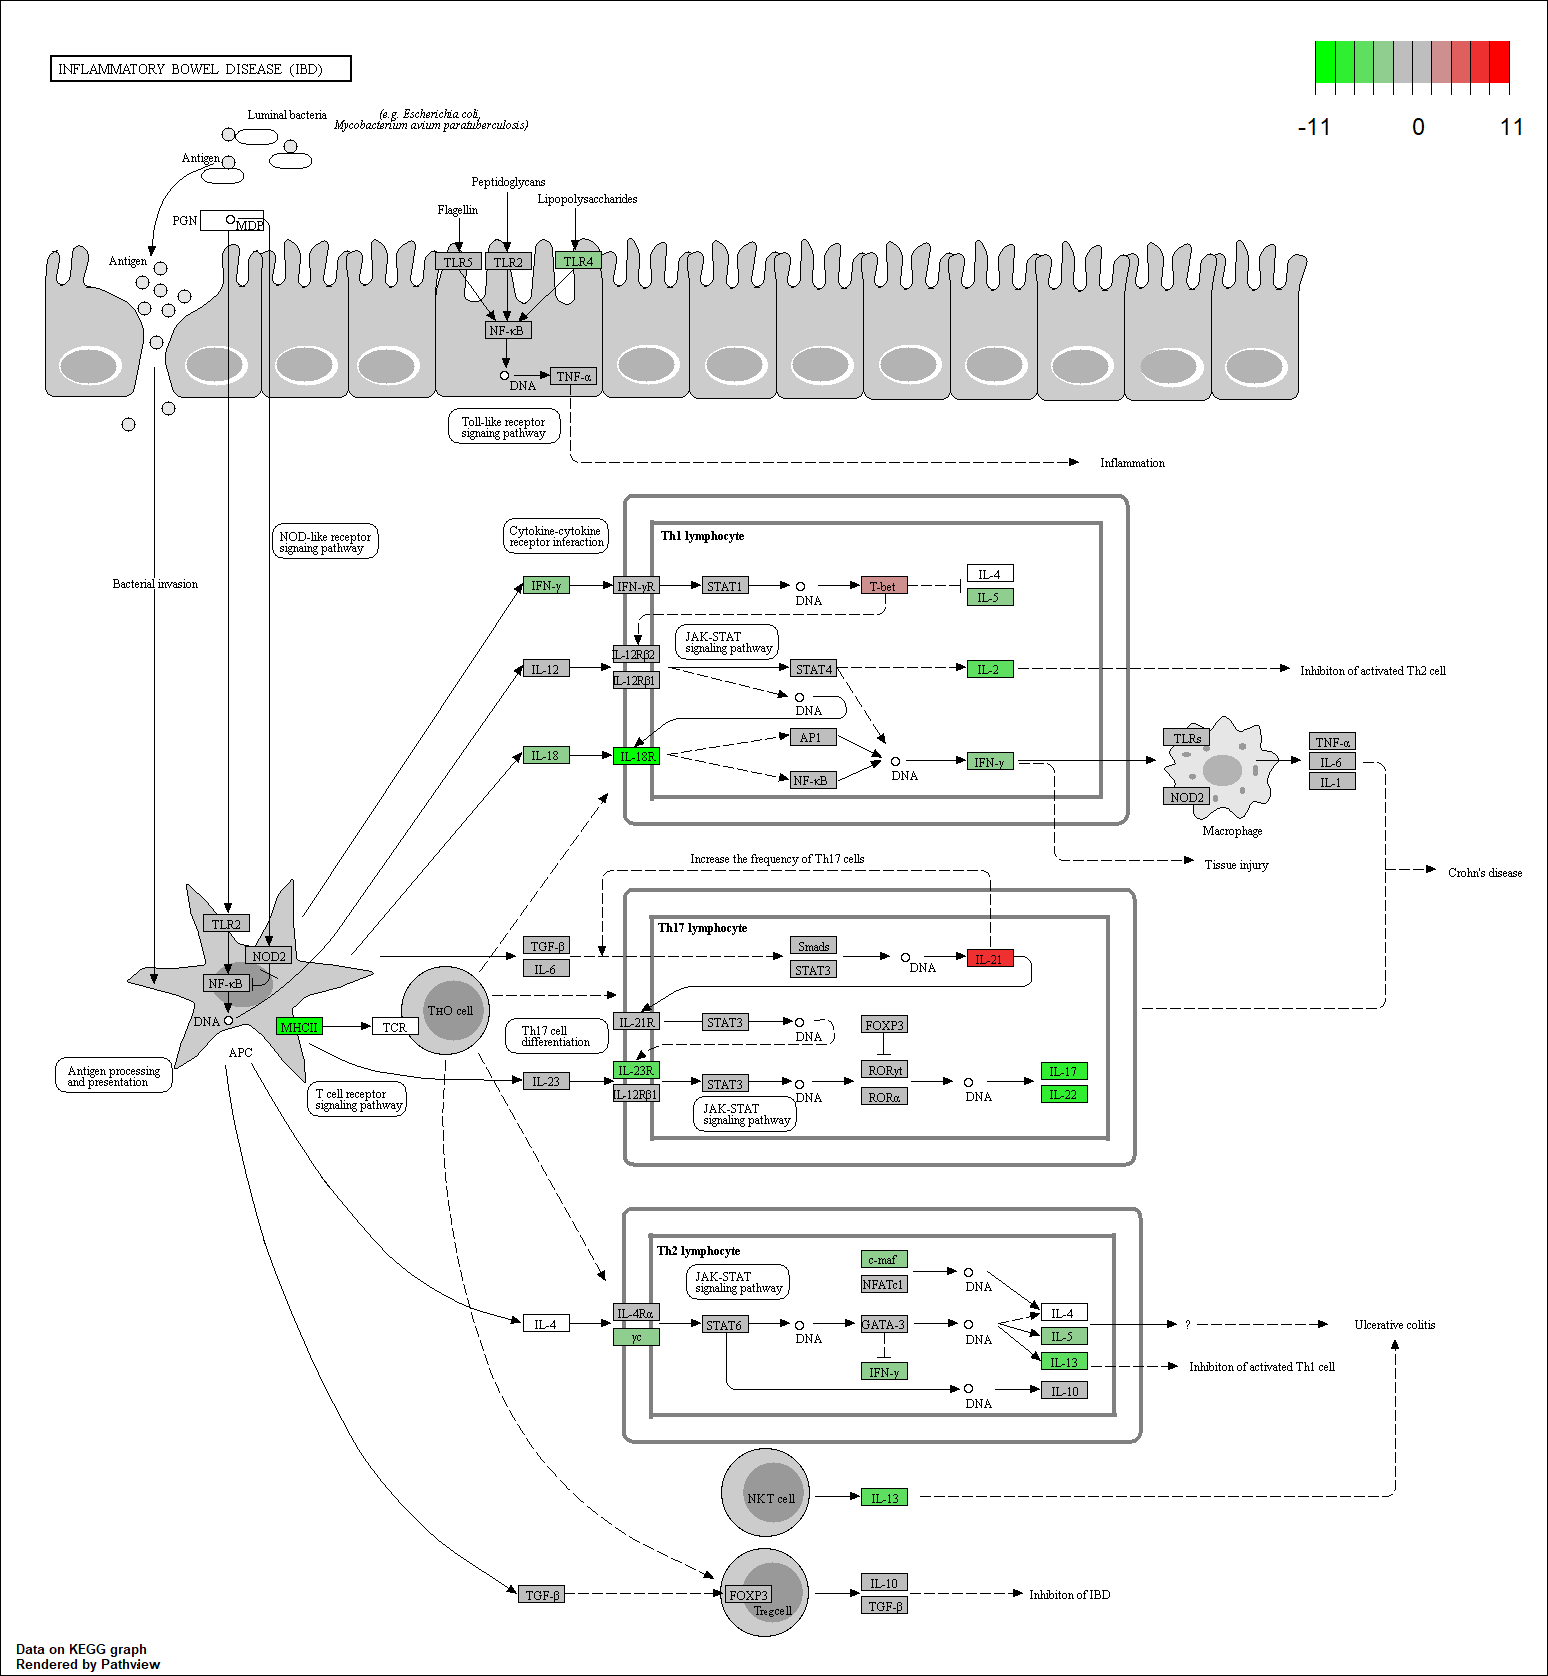 INFLAMMATORY BOWEL DISEASE (IBD)
-11 0 11
Luminal bacteria
(e.g. Escherichia coli,
Mycobacterium avium paratuberculosis)
Antigen
PGN
MDP
Peptidoglycans
Flagellin
Lipopolysaccharides
Antigen
TLR5
TLR2
TLR4
NF-κB
DNA
TNF-α
Toll-like receptor
signaing pathway
Inflammation
NOD-like receptor
signaing pathway
Bacterial invasion
Cytokine-cytokine
receptor inferaction
Th1 lymphocyte
IFN-γ
IFN-γR
STAT1
DNA
T-bet
IL-4
IL-5
JAK-STAT
signaling pathway
IL-12
IL-12Rβ2
IL-12Rβ1
STAT4
DNA
IL-2
Inhibiton of activated Th2 cell
IL-18
IL-18R
AP1
NF-κB
DNA
IFN-γ
TLRs
NOD2
Macrophage
TNF-α
IL-6
IL-1
Tissue injury
Crohn's disease
Increase the frequency of Th17 cells
Th17 lymphocyte
TLR2
NOD2
NF-κB
DNA
MHCII
TCR
THO cell
APC
Antigen processing
and presentation
T cell receptor
signaling pathway
TGF-β
IL-6
Smads
STAT3
DNA
IL-21
Th17 cell
differentiation
IL-21R
STAT3
DNA
FOXP3
IL-23
IL-23R
IL-12Rβ1
STAT3
DNA
RORγt
RORα
DNA
IL-17
IL-22
JAK-STAT
signaling pathway
Th2 lymphocyte
JAK-STAT
signaling pathway
c-maf
NFATc1
DNA
IL-4
IL-4Rα
γc
STAT6
DNA
GATA-3
DNA
IFN-γ
IL-4
IL-5
IL-13
IL-10
DNA
?
Ulcerative colitis
Inhibiton of activated Th1 cell
NKT cell
IL-13
TGF-β
FOXP3
Treg cell
IL-10
TGF-β
Inhibiton of IBD
Data on KEGG graph
Rendered by Pathview